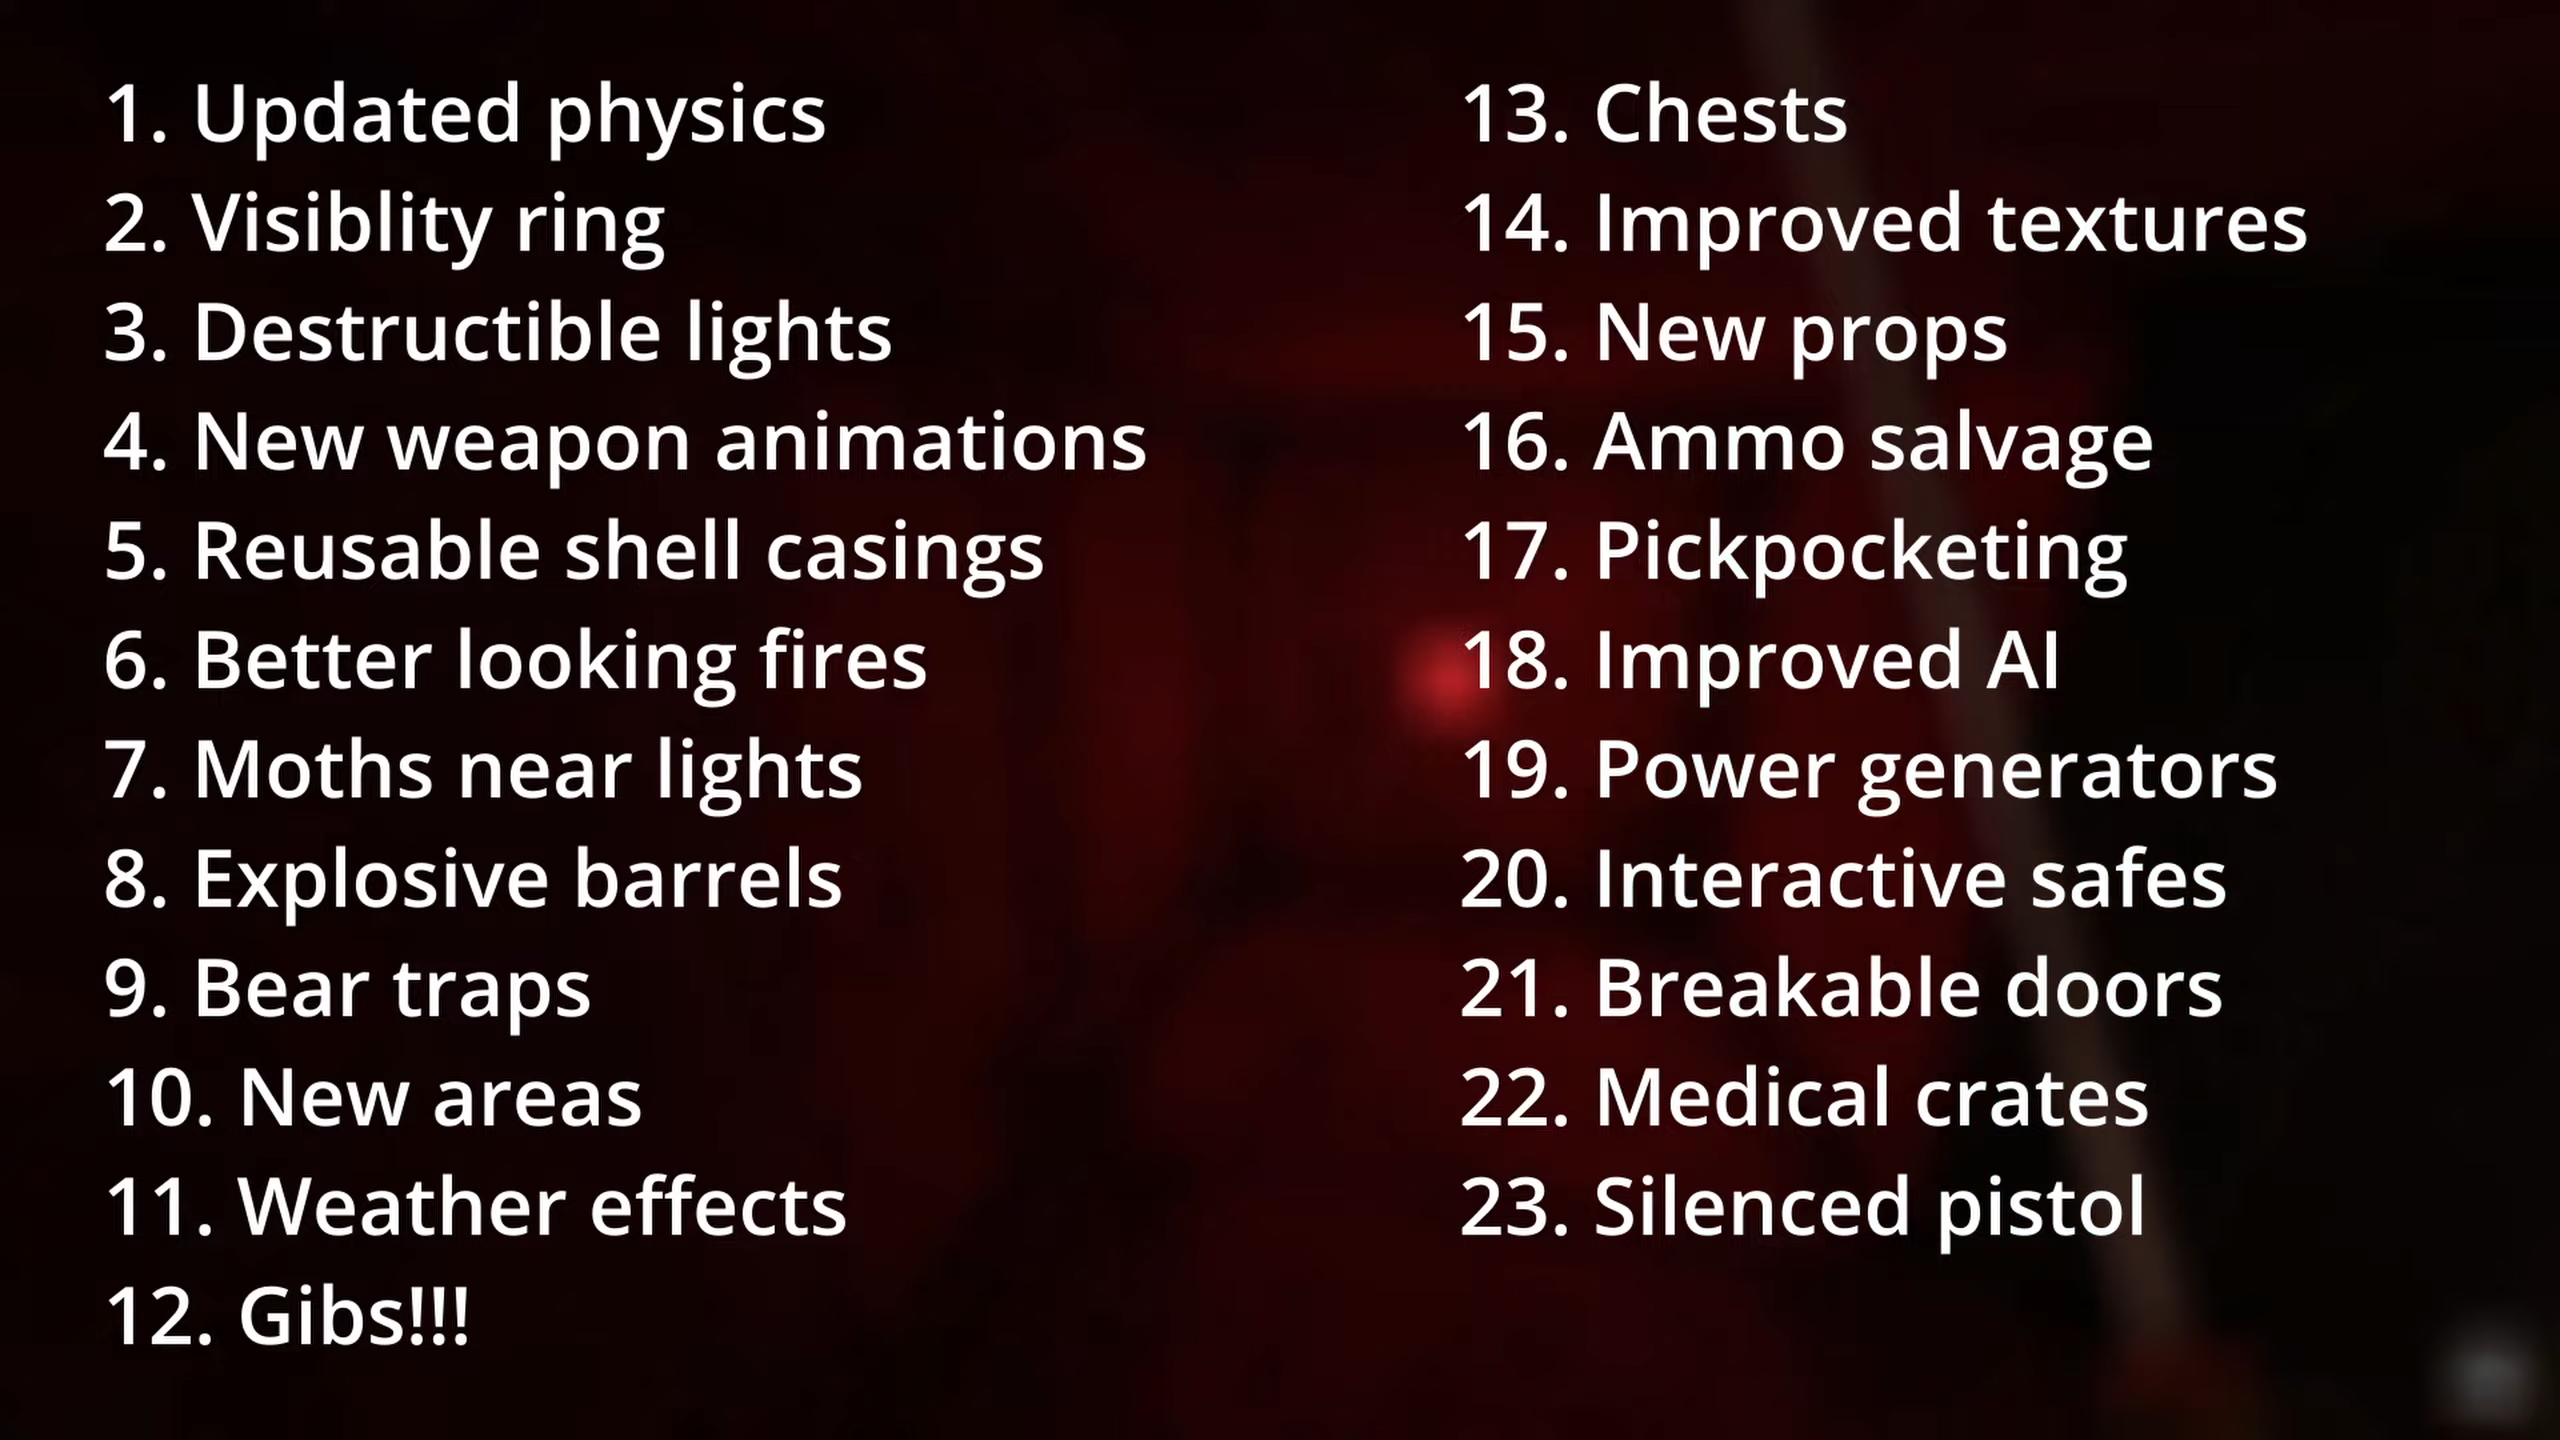 1. Updated physics
2. Visiblity ring
3. Destructible lights
4. New weapon animations
5. Reusable shell casings
6. Better looking fires
7. Moths near lights
8. Explosive barrels
9. Bear traps
10. New areas
11. Weather effects
12. Gibs!!!
13. Chests
14. Improved textures
15. New props
16. Ammo salvage
17. Pickpocketing
18. Improved AI
19. Power generators
20. Interactive safes
21. Breakable doors
22. Medical crates
23. Silenced pistol